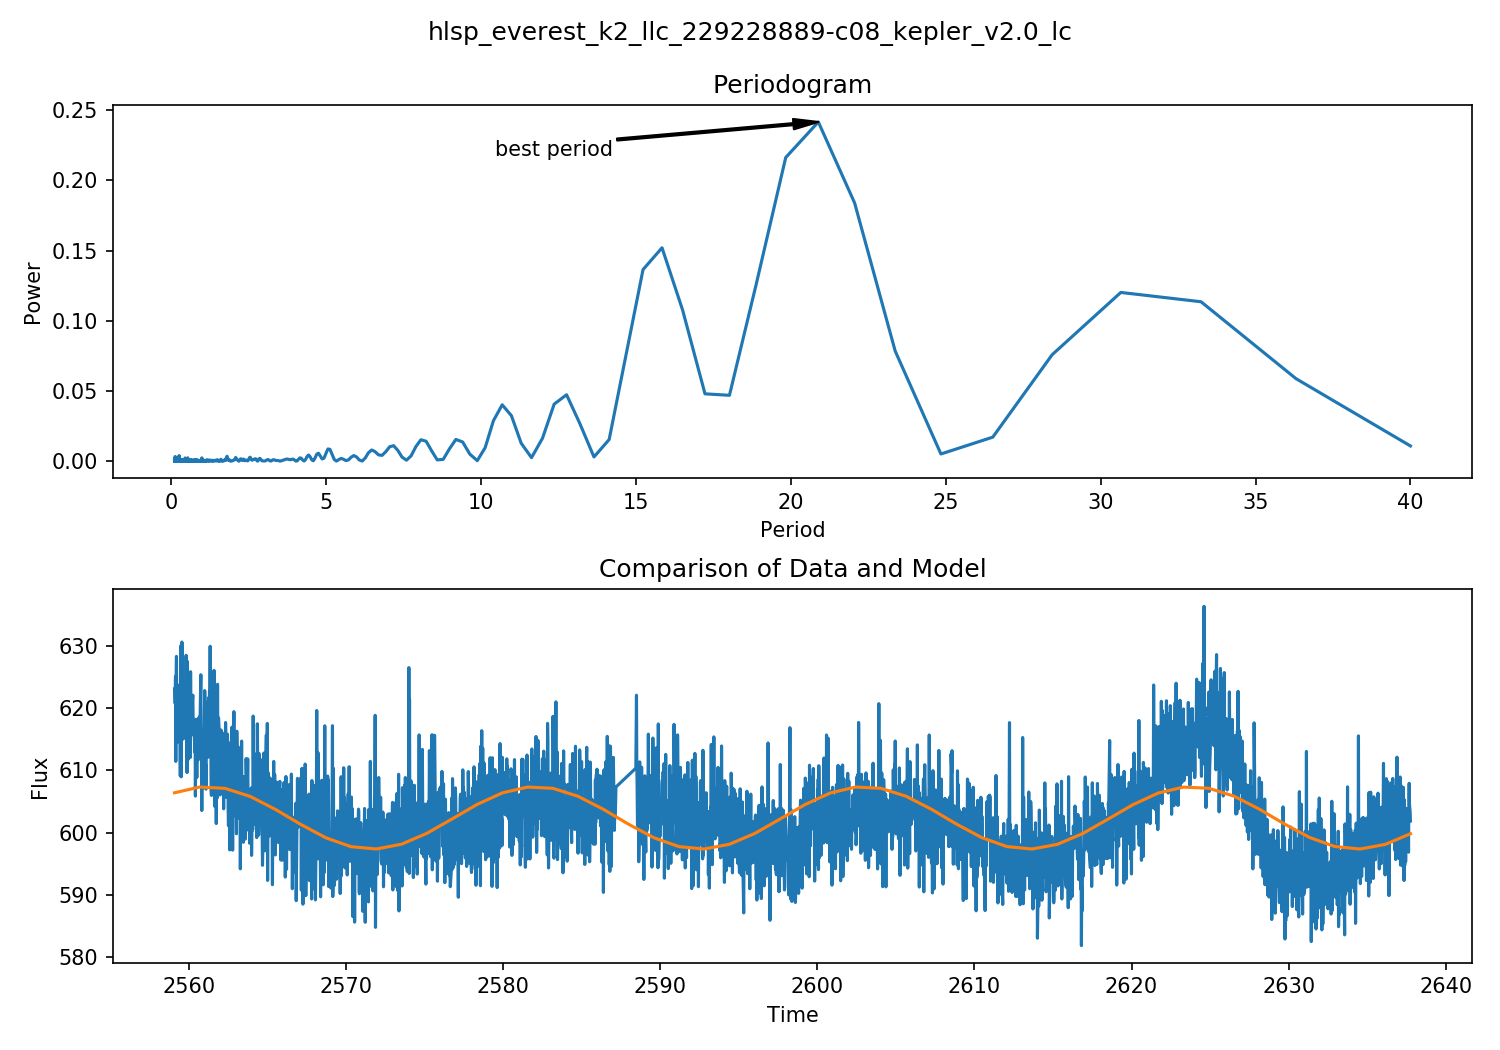 hlsp_everest_k2_llc_229228889-c08_kepler_v2.0_lc
Periodogram
0.25
0.20
0.15
0.10
0.05
0.00
Power
best period
0 5 10 15 20 25 30 35 40
Period
Comparison of Data and Model
630
620
610
600
590
580
Flux
2560 2570 2580 2590 2600 2610 2620 2630 2640
Time